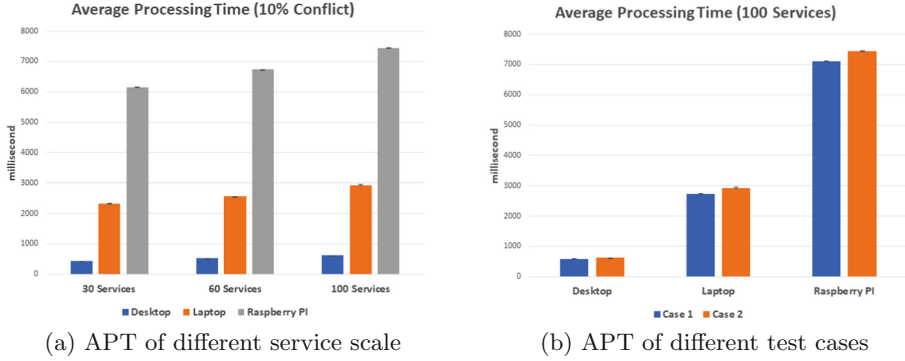 Average Processing Time (10% Conflict)
8000
7000
6000
5000
4000
3000
2000
1000
0
millisecond
30 Services
60 Services
100 Services
Desktop
Laptop
Raspberry PI
(a) APT of different service scale
Average Processing Time (100 Services)
8000
7000
6000
5000
4000
3000
2000
1000
0
millisecond
Desktop
Laptop
Raspberry PI
Case 1
Case 2
(b) APT of different test cases